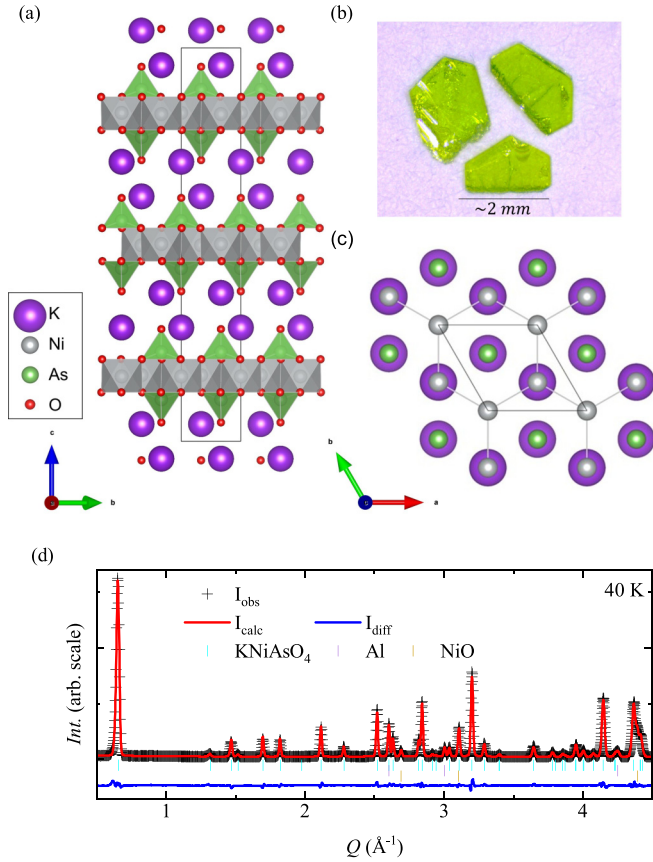 (a)
(b)
~2 mm
(c)
K
Ni
As
O
c
b
b
a
(d)
40 K
I_obs
I_calc
I_diff
KNiAsO₄
Al
NiO
Int. (arb. scale)
1
2
3
4
Q (Å⁻¹)